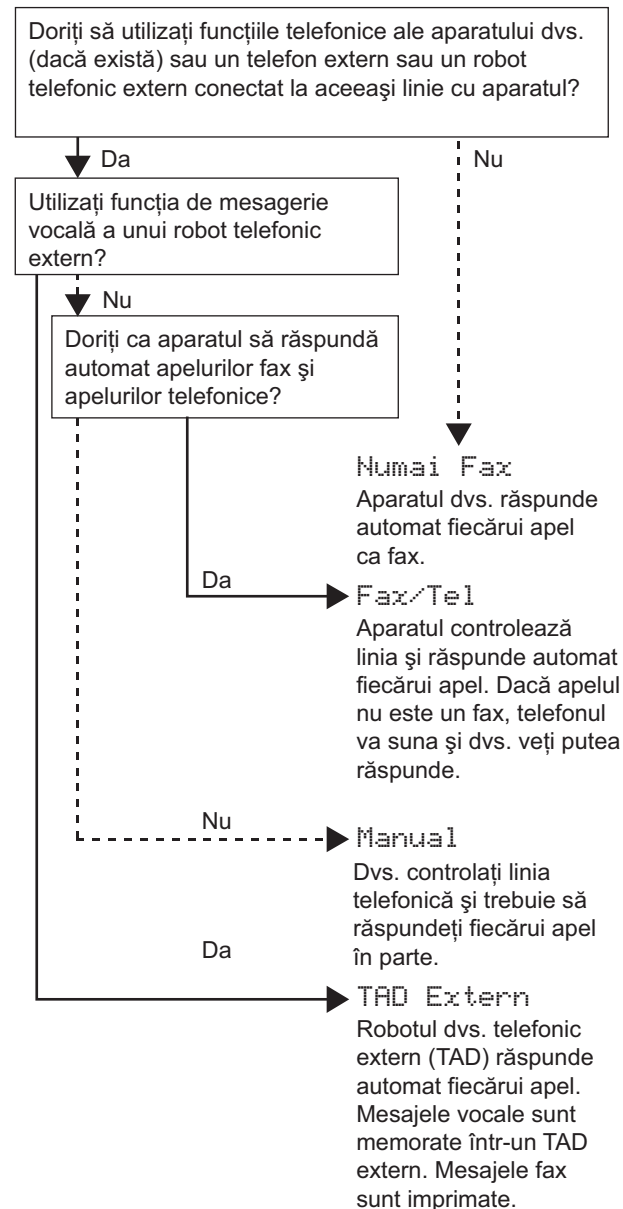 Doriți să utilizați funcțiile telefonice ale aparatului dvs.
(dacă există) sau un telefon extern sau un robot
telefonic extern conectat la aceeaşi linie cu aparatul?
Da
Nu
Utilizați funcția de mesagerie
vocală a unui robot telefonic
extern?
Nu
Doriți ca aparatul să răspundă
automat apelurilor fax şi
apelurilor telefonice?
Numai Fax
Aparatul dvs. răspunde
automat fiecărui apel
ca fax.
Da
Fax/Tel
Aparatul controlează
linia şi răspunde automat
fiecărui apel. Dacă apelul
nu este un fax, telefonul
va suna şi dvs. veți putea
răspunde.
Nu
Manual
Dvs. controlați linia
telefonică şi trebuie să
răspundeți fiecărui apel
în parte.
Da
TAD Extern
Robotul dvs. telefonic
extern (TAD) răspunde
automat fiecărui apel.
Mesajele vocale sunt
memorate într-un TAD
extern. Mesajele fax
sunt imprimate.